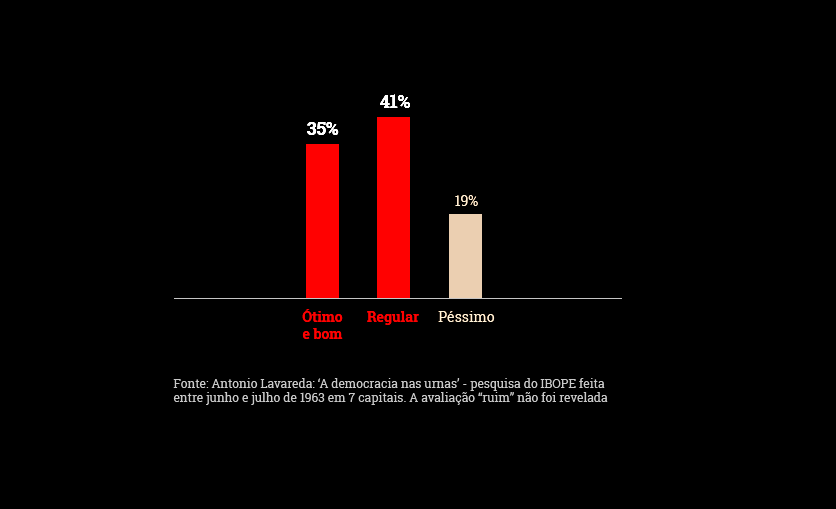 41%
35%
19%
Ótimo
e bom
Regular
Péssimo
Fonte: Antonio Lavareda: ‘A democracia nas urnas’ - pesquisa do IBOPE feita
entre junho e julho de 1963 em 7 capitais. A avaliação “ruim” não foi revelada